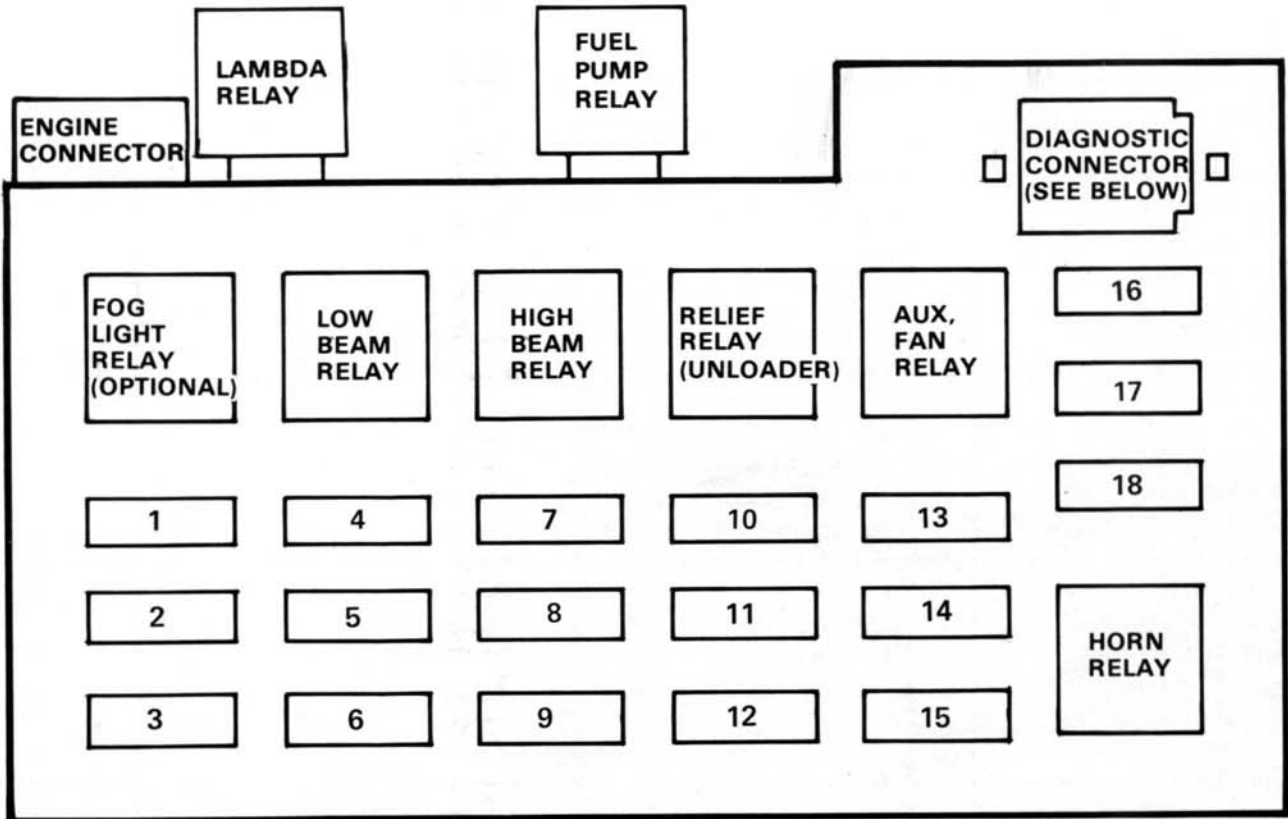 LAMBDA
RELAY
FUEL
PUMP
RELAY
ENGINE
CONNECTOR
DIAGNOSTIC
CONNECTOR
(SEE BELOW)
FOG
LIGHT
RELAY
(OPTIONAL)
LOW
BEAM
RELAY
HIGH
BEAM
RELAY
RELIEF
RELAY
(UNLOADER)
AUX,
FAN
RELAY
16
17
18
1
4
7
10
13
2
5
8
11
14
3
6
9
12
15
HORN
RELAY